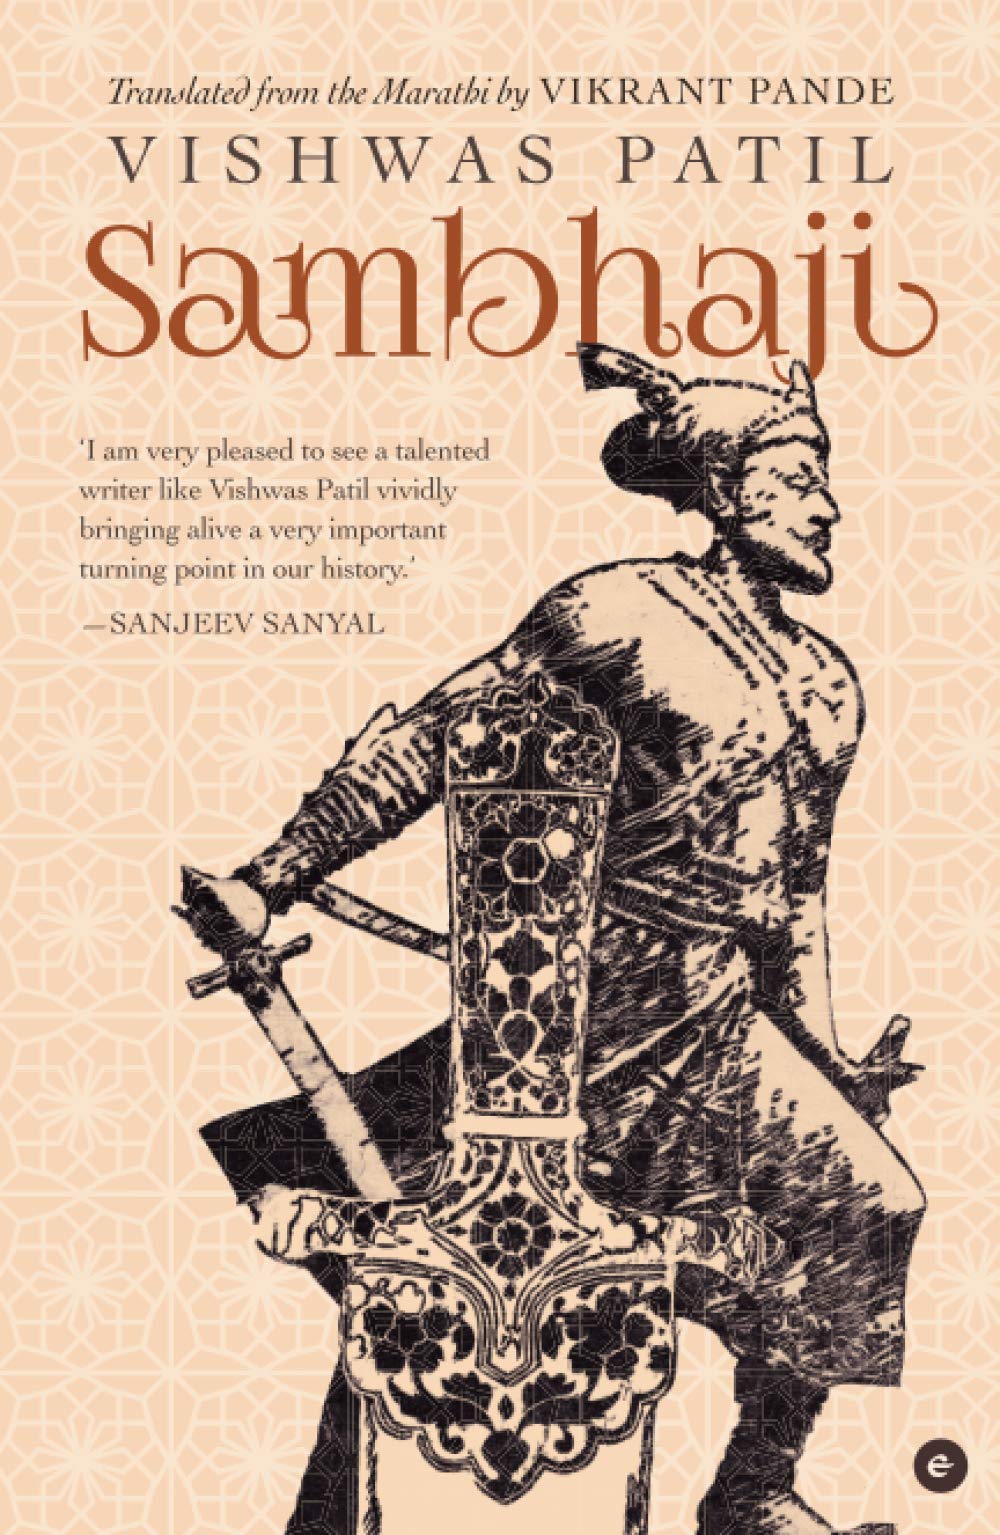 Translated from the Marathi by VIKRANT PANDE
VISHWAS PATIL
Sambhaji
‘I am very pleased to see a talented
writer like Vishwas Patil vividly
bringing alive a very important
turning point in our history.’
—SANJEEV SANYAL
e